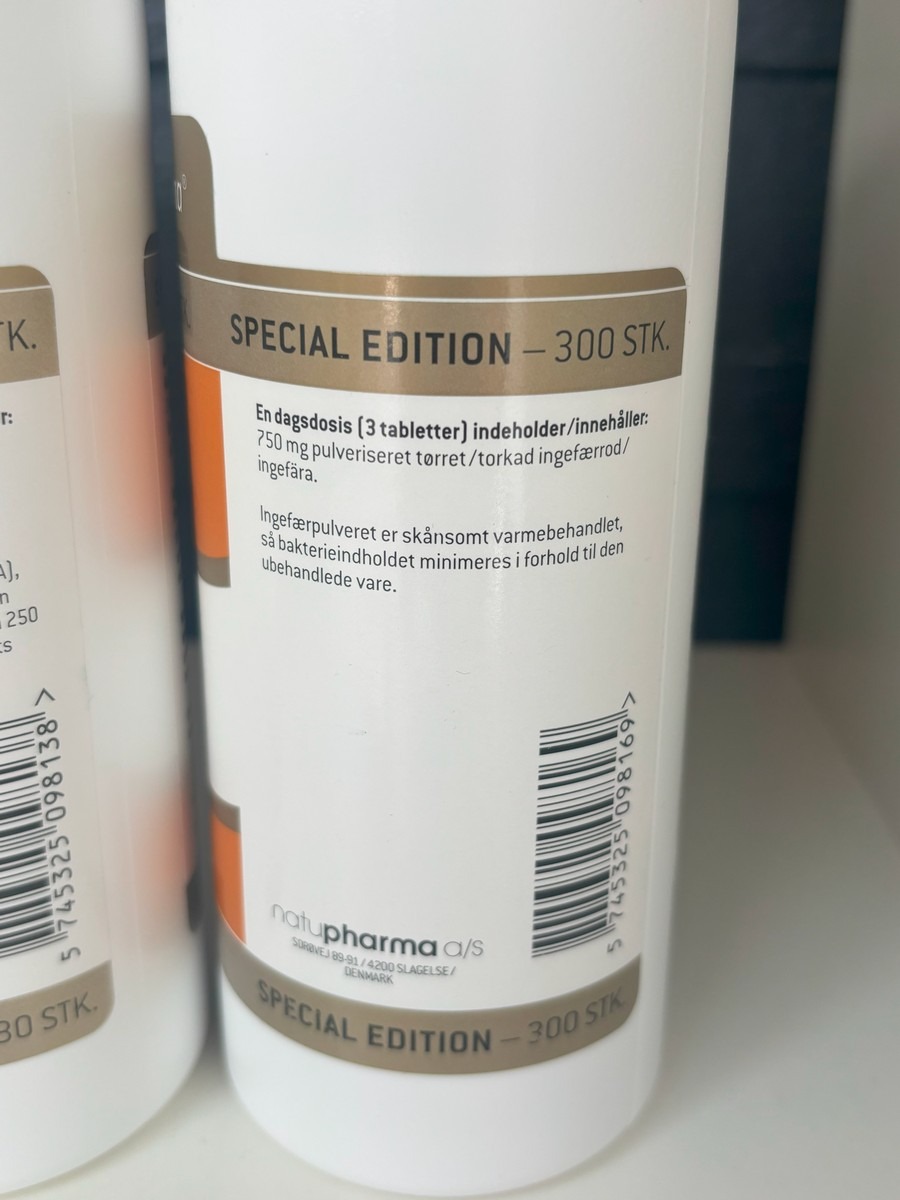 SPECIAL EDITION – 300 STK.
En dagsdosis (3 tabletter) indeholder/innehåller:
750 mg pulveriseret tørret/torkad ingefærrod/
ingefära.
Ingefærpulveret er skånsomt varmebehandlet,
så bakterieindholdet minimeres i forhold til den
ubehandlede vare.
5 745325 098169 >
natupharma a/s
SORØVEJ 89-91 / 4200 SLAGELSE/
DENMARK
SPECIAL EDITION – 300 STK.
TK.
r:
A),
n
250
ts
5 745325 098138 >
30 STK.